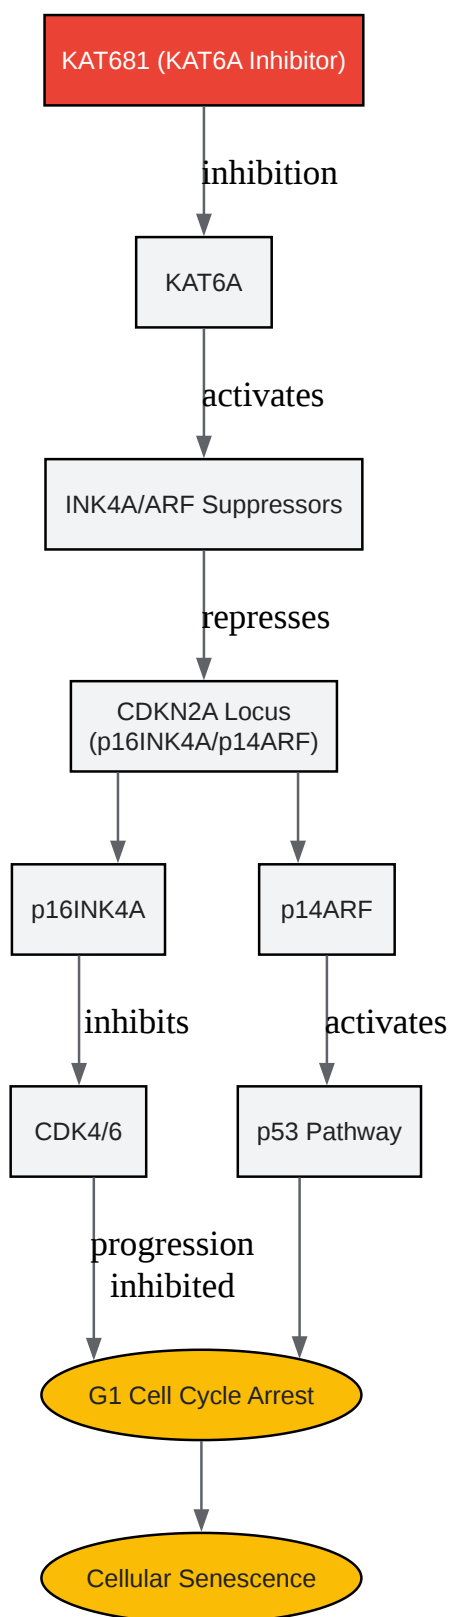 KAT681 (KAT6A Inhibitor)
inhibition
KAT6A
activates
INK4A/ARF Suppressors
represses
CDKN2A Locus
(p16INK4A/p14ARF)
p16INK4A
p14ARF
inhibits
activates
CDK4/6
p53 Pathway
progression
inhibited
G1 Cell Cycle Arrest
Cellular Senescence